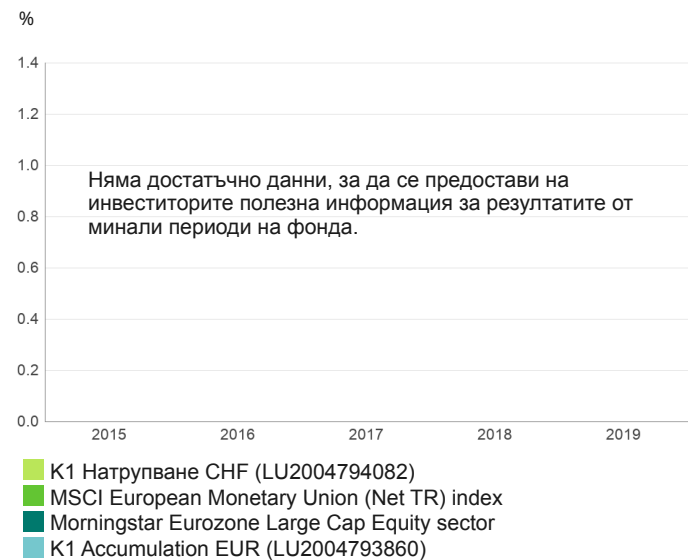 %
1.4
1.2
1.0
Няма достатъчно данни, за да се предостави на
инвеститорите полезна информация за резултатите от
минали периоди на фонда.
0.8
0.6
0.4
0.2
0.0
2015 2016 2017 2018 2019
K1 Натрупване CHF (LU2004794082)
MSCI European Monetary Union (Net TR) index
Morningstar Eurozone Large Cap Equity sector
K1 Accumulation EUR (LU2004793860)